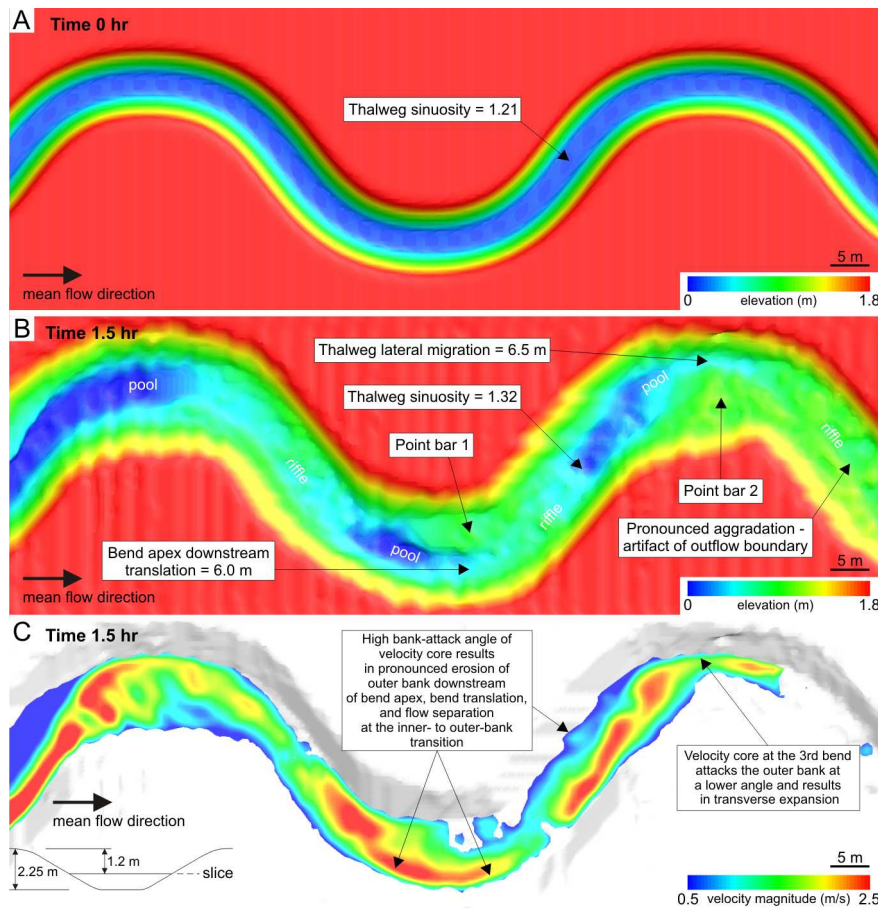 A
Time 0 hr
Thalweg sinuosity = 1.21
mean flow direction
5 m
0
elevation (m)
1.8
B
Time 1.5 hr
Thalweg lateral migration = 6.5 m
pool
pool
Thalweg sinuosity = 1.32
Point bar 1
riffle
riffle
riffle
Point bar 2
pool
Bend apex downstream
translation = 6.0 m
Pronounced aggradation -
artifact of outflow boundary
mean flow direction
5 m
0
elevation (m)
1.8
C
Time 1.5 hr
High bank-attack angle of
velocity core results
in pronounced erosion of
outer bank downstream
of bend apex, bend translation,
and flow separation
at the inner- to outer-bank
transition
Velocity core at the 3rd bend
attacks the outer bank at
a lower angle and results
in transverse expansion
mean flow direction
1.2 m
2.25 m
slice
5 m
0.5
velocity magnitude (m/s)
2.5